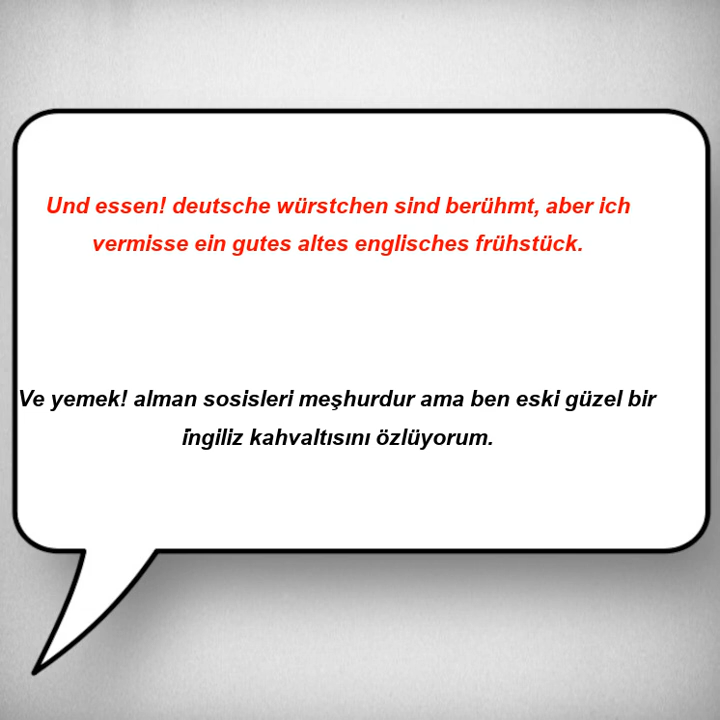 Und essen! deutsche würstchen sind berühmt, aber ich
vermisse ein gutes altes englisches frühstück.
Ve yemek! alman sosisleri meşhurdur ama ben eski güzel bir
i̇ngiliz kahvaltısını özlüyorum.